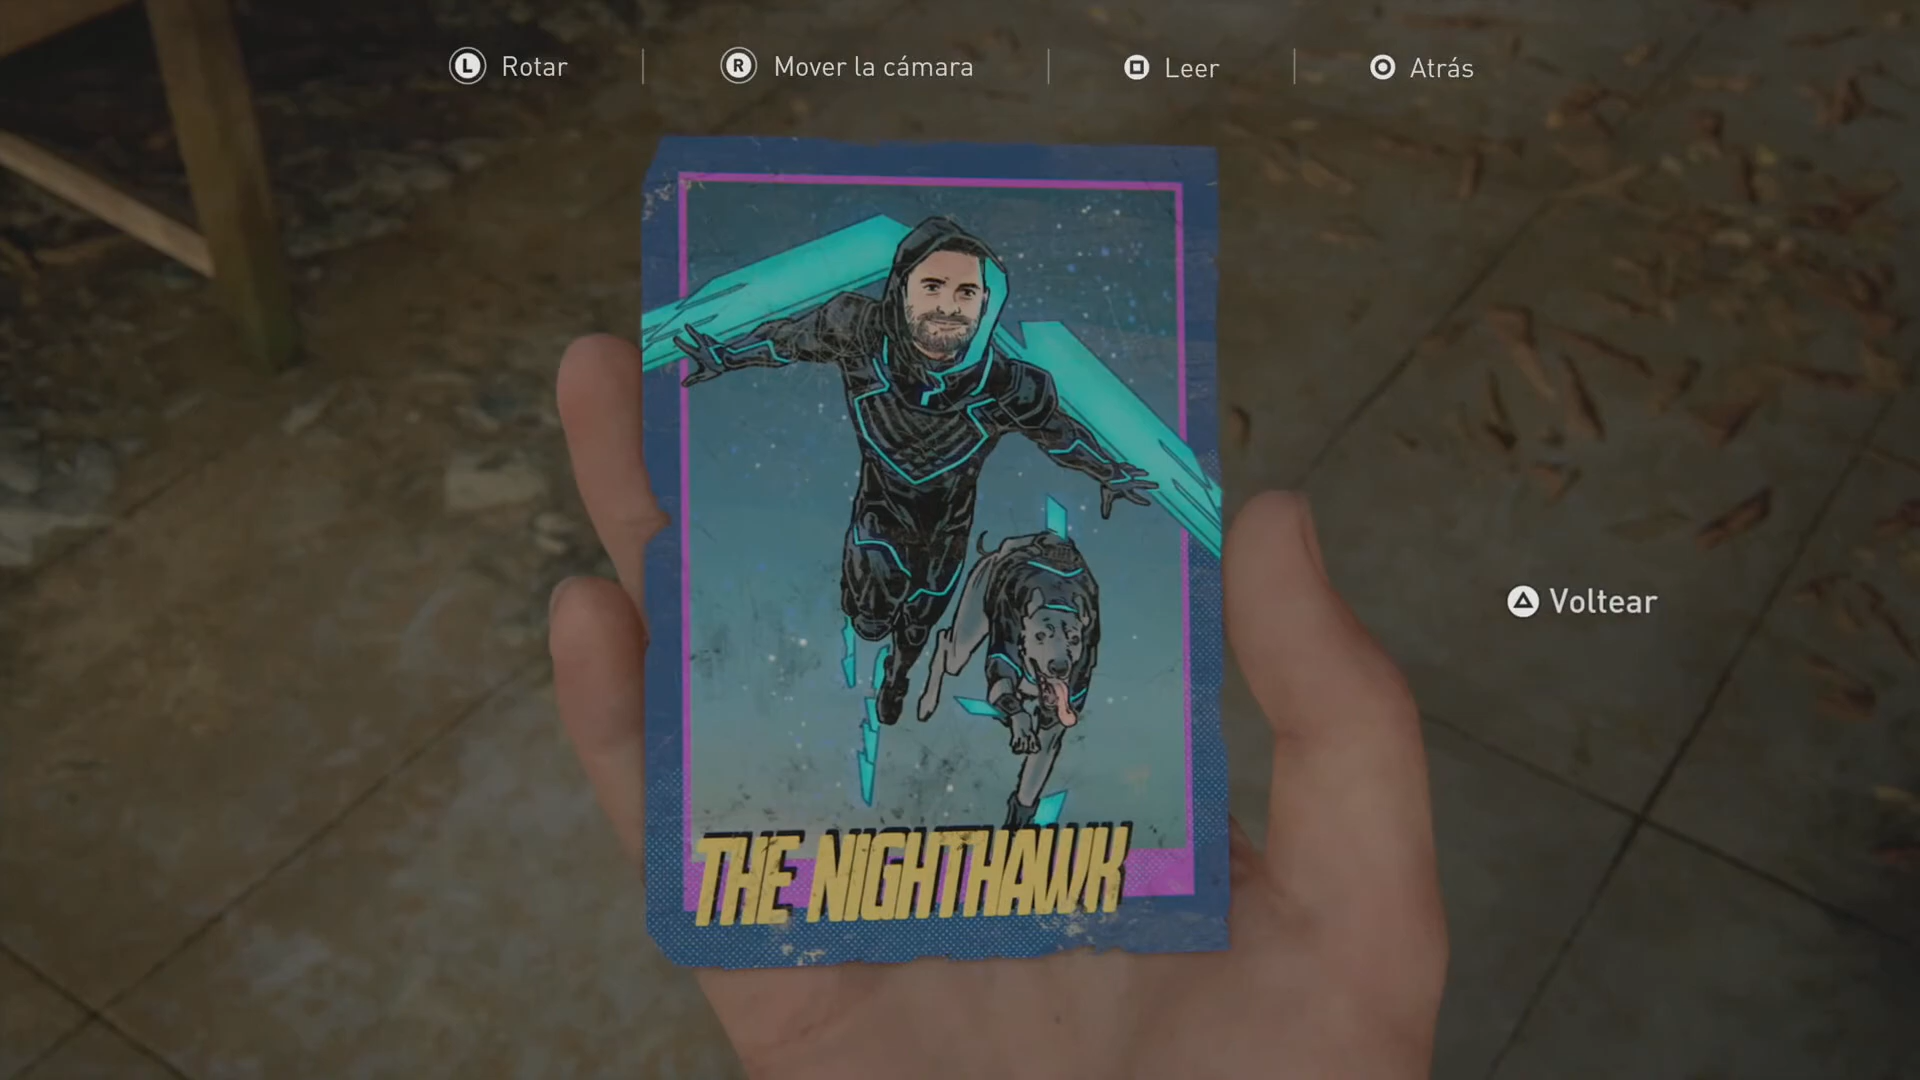 L Rotar
R Mover la cámara
Leer
Atrás
Voltear
THE NIGHTHAWK